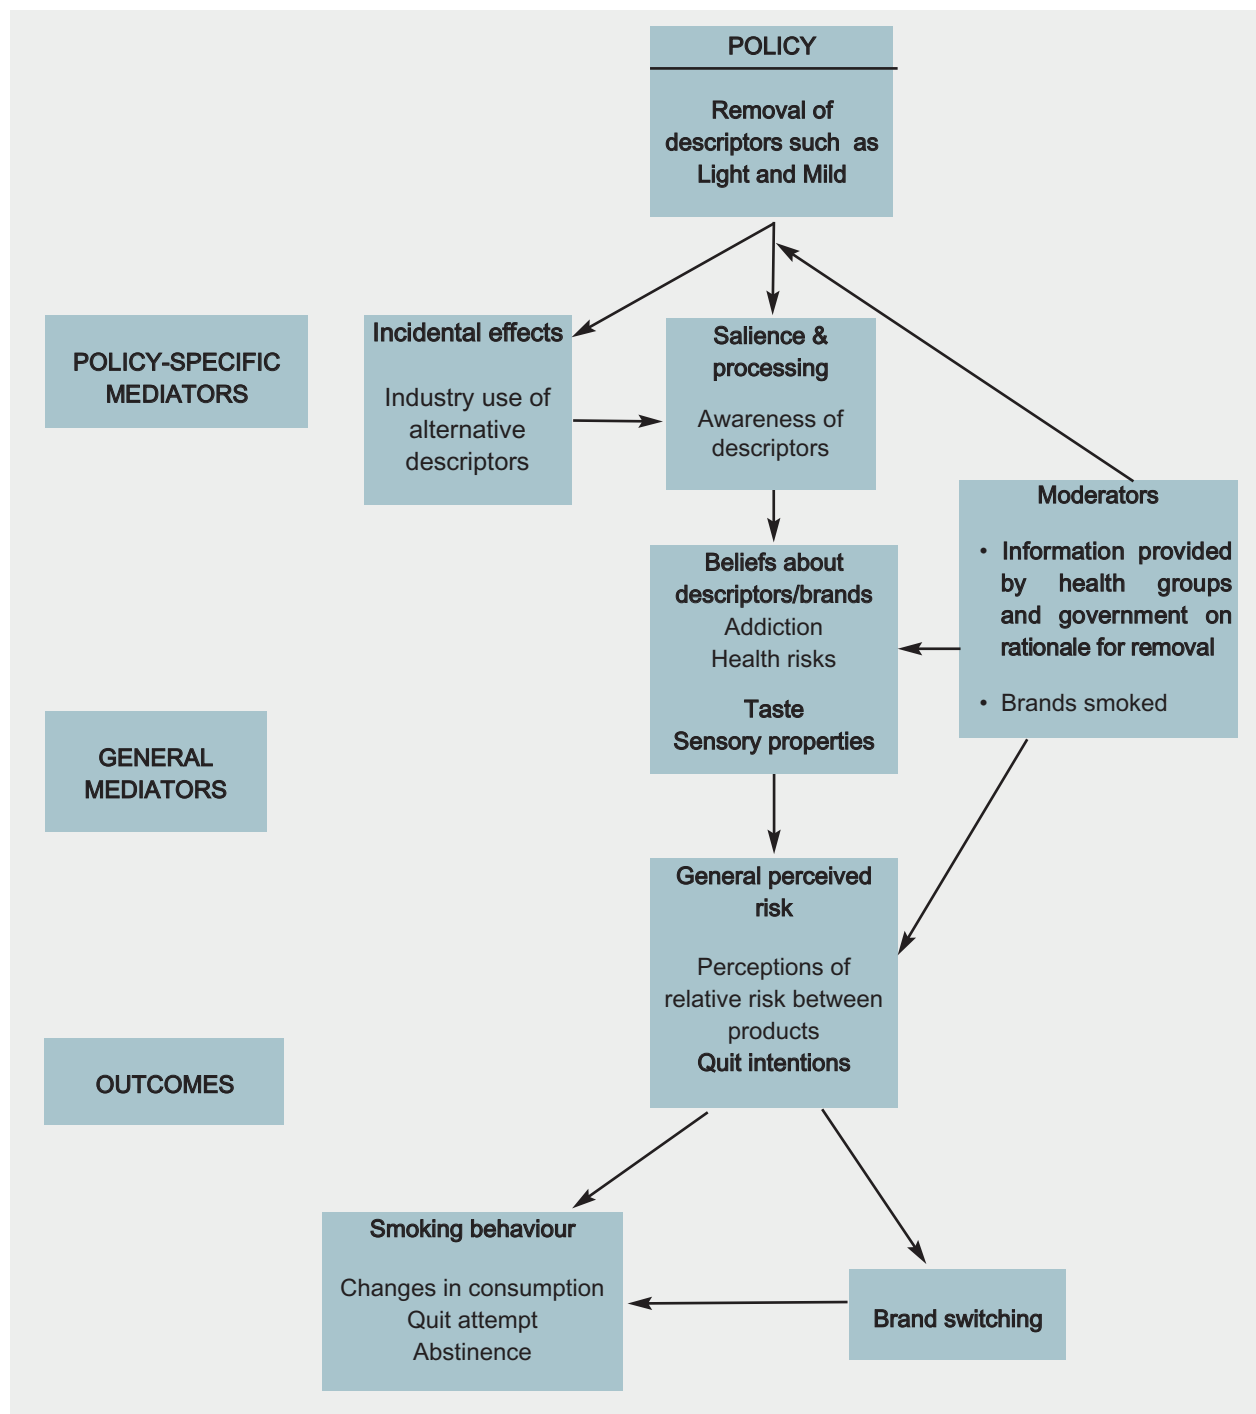 POLICY
Removal of
descriptors such as
Light and Mild
POLICY-SPECIFIC
MEDIATORS
Incidental effects
Industry use of
alternative
descriptors
Salience &
processing
Awareness of
descriptors
Moderators
• Information provided
by health groups
and government on
rationale for removal
• Brands smoked
Beliefs about
descriptors/brands
Addiction
Health risks
Taste
Sensory properties
GENERAL
MEDIATORS
General perceived
risk
Perceptions of
relative risk between
products
Quit intentions
OUTCOMES
Smoking behaviour
Changes in consumption
Quit attempt
Abstinence
Brand switching